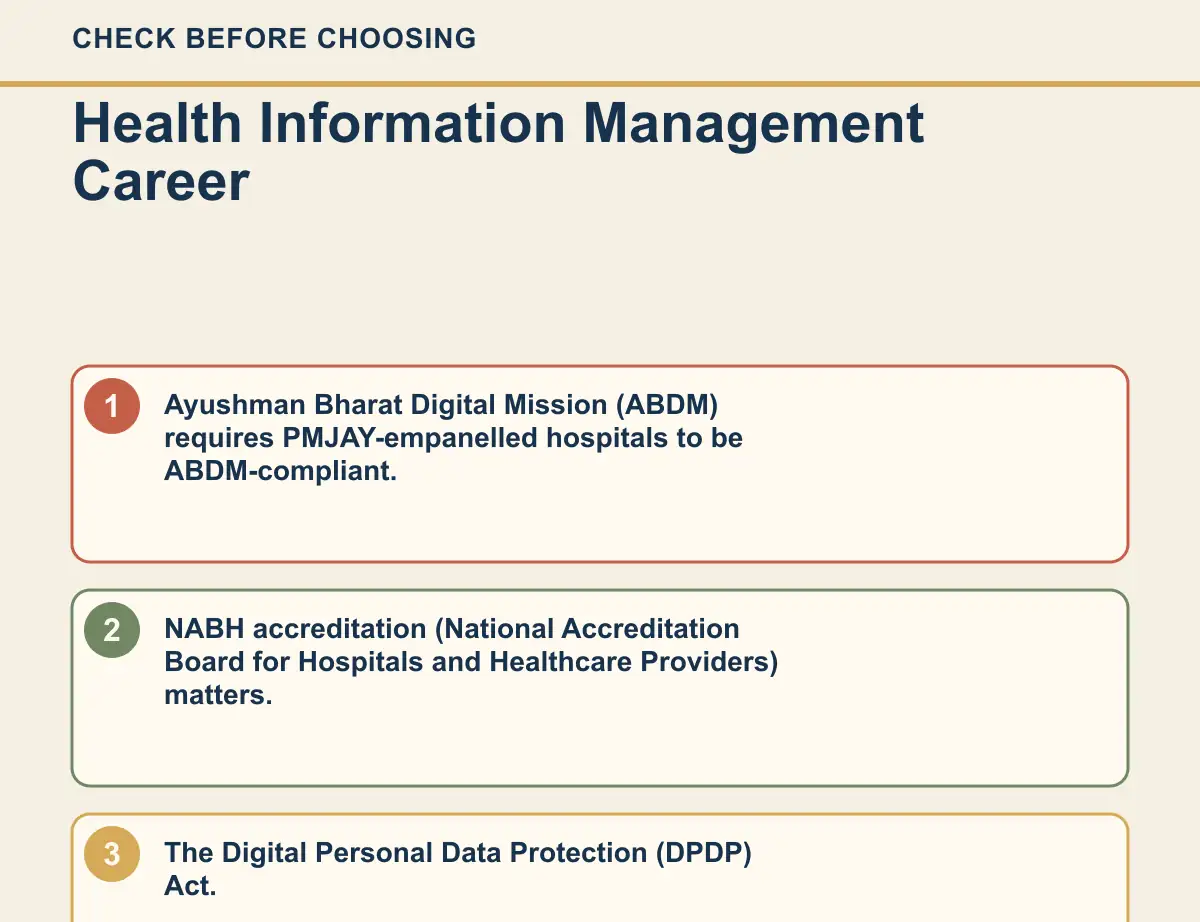 CHECK BEFORE CHOOSING
Health Information Management
Career
1
Ayushman Bharat Digital Mission (ABDM)
requires PMJAY-empanelled hospitals to be
ABDM-compliant.
2
NABH accreditation (National Accreditation
Board for Hospitals and Healthcare Providers)
matters.
3
The Digital Personal Data Protection (DPDP)
Act.